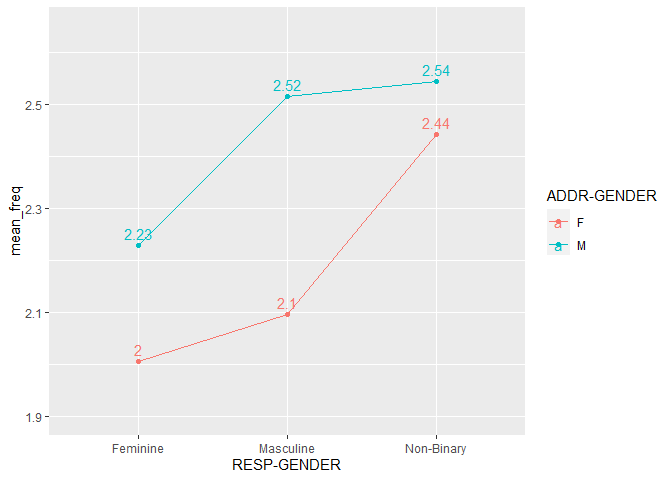 2.54
2.52
2.5
2.44
2.3
2.23
2.1
2.1
2
1.9
mean_freq
Feminine Masculine Non-Binary
RESP-GENDER
ADDR-GENDER
a F
a M